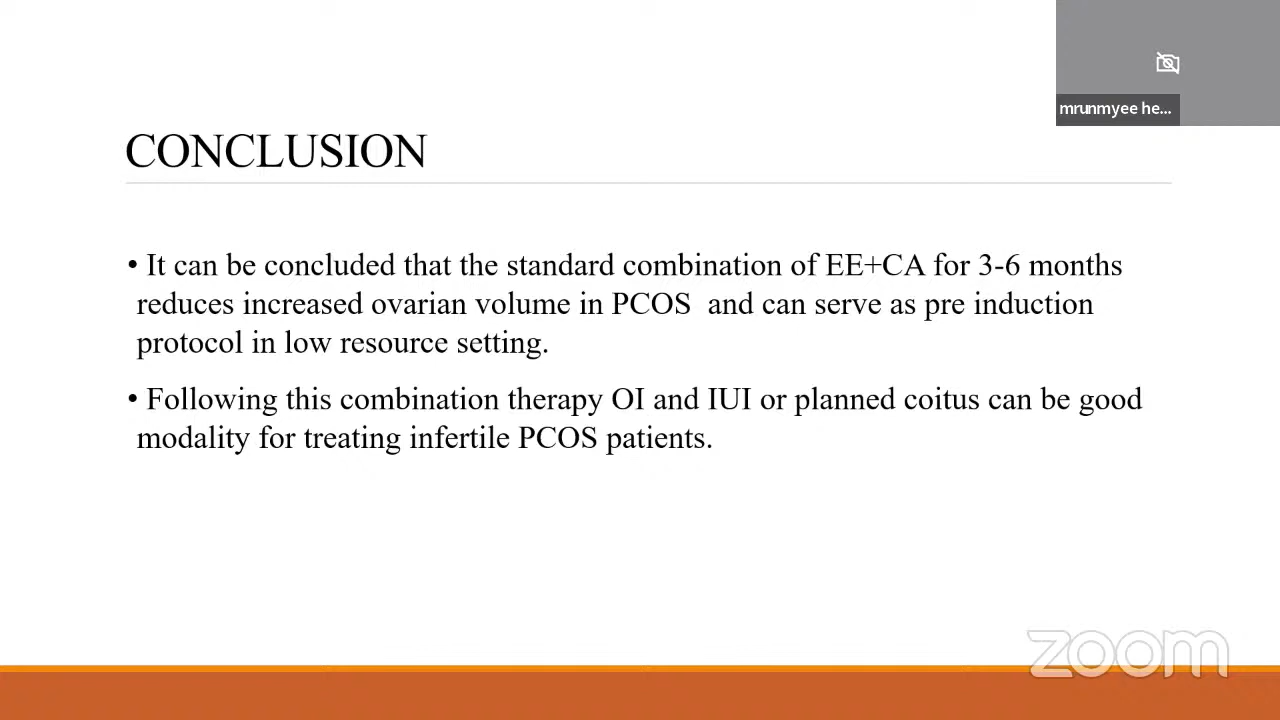 mrunmyee he...
CONCLUSION
• It can be concluded that the standard combination of EE+CA for 3-6 months
reduces increased ovarian volume in PCOS  and can serve as pre induction
protocol in low resource setting.
• Following this combination therapy OI and IUI or planned coitus can be good
modality for treating infertile PCOS patients.
zoom